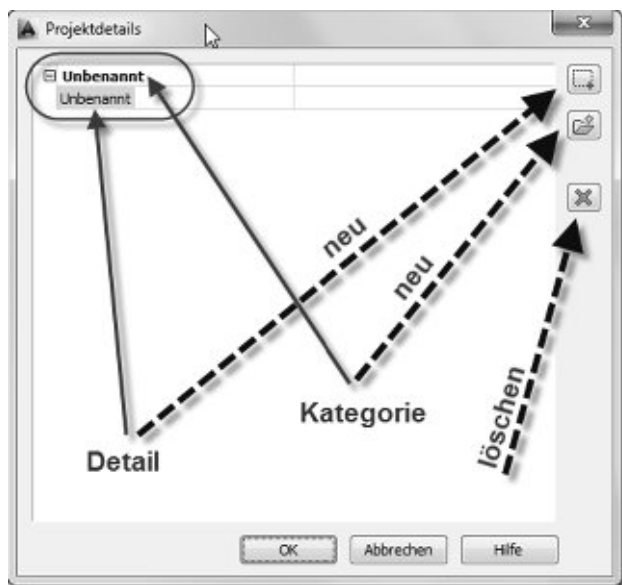 Projektdetails
Unbenannt
Unbenannt
neu
neu
Kategorie
löschen
Detail
OK Abbrechen Hilfe